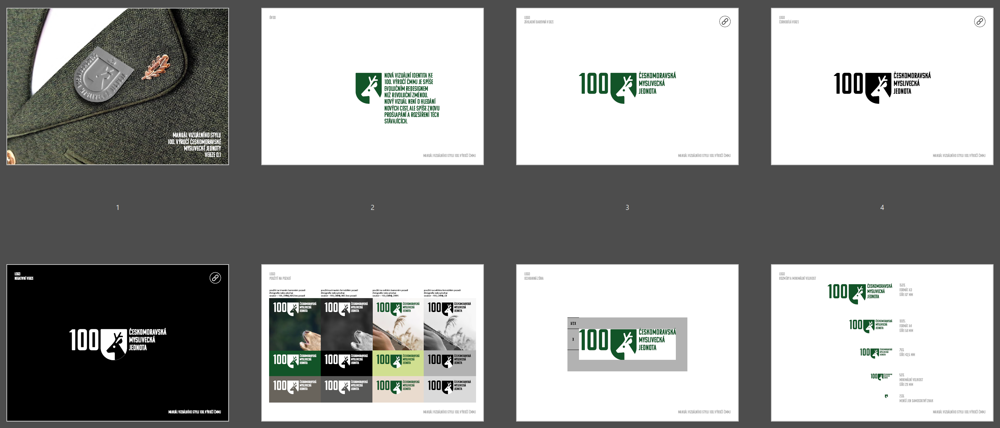 MANUÁL VIZUÁLNÍHO STYLU
100. VÝROČÍ ČESKOMORAVSKÉ
MYSLIVECKÉ JEDNOTY
VERZE 0.1
1
ÚVOD
NOVÁ VIZUÁLNÍ IDENTITA KE
100. VÝROČÍ ČMMJ JE SPÍŠE
EVOLUČNÍM REDESIGNEM
NEŽ REVOLUČNÍ ZMĚNOU.
NOVÝ VIZUÁL NENÍ O HLEDÁNÍ
NOVÝCH CEST, ALE SPÍŠE ZNOVU
PROŠLAPÁNÍ A ROZŠÍŘENÍ TĚCH
STÁVAJÍCÍCH.
MANUÁL VIZUÁLNÍHO STYLU 100. VÝROČÍ ČMMJ
2
LOGO
ZÁKLADNÍ BAREVNÁ VERZE
100 ČESKOMORAVSKÁ
MYSLIVECKÁ
JEDNOTA
MANUÁL VIZUÁLNÍHO STYLU 100. VÝROČÍ ČMMJ
3
LOGO
ČERNOBÍLÁ VERZE
100 ČESKOMORAVSKÁ
MYSLIVECKÁ
JEDNOTA
MANUÁL VIZUÁLNÍHO STYLU 100. VÝROČÍ ČMMJ
4
LOGO
NEGATIVNÍ VERZE
100 ČESKOMORAVSKÁ
MYSLIVECKÁ
JEDNOTA
MANUÁL VIZUÁLNÍHO STYLU 100. VÝROČÍ ČMMJ
LOGO
POUŽITÍ NA POZADÍ
použití na tmavém barevném pozadí
(fotografie nebo plocha)
soubor – 100_CMMJ_NEG bez pozadí
použití na tmavém černobílém pozadí
(fotografie nebo plocha)
soubor – 100_CMMJ_NEG bez pozadí
použití na světlém barevném pozadí
(fotografie nebo plocha)
soubor – 100_CMMJ_CMYK
použití na světlém černobílém pozadí
(fotografie nebo plocha)
soubor – 100_CMMJ_CB
100 ČESKOMORAVSKÁ
MYSLIVECKÁ
JEDNOTA
100 ČESKOMORAVSKÁ
MYSLIVECKÁ
JEDNOTA
100 ČESKOMORAVSKÁ
MYSLIVECKÁ
JEDNOTA
100 ČESKOMORAVSKÁ
MYSLIVECKÁ
JEDNOTA
100 ČESKOMORAVSKÁ
MYSLIVECKÁ
JEDNOTA
100 ČESKOMORAVSKÁ
MYSLIVECKÁ
JEDNOTA
100 ČESKOMORAVSKÁ
MYSLIVECKÁ
JEDNOTA
100 ČESKOMORAVSKÁ
MYSLIVECKÁ
JEDNOTA
100 ČESKOMORAVSKÁ
MYSLIVECKÁ
JEDNOTA
100 ČESKOMORAVSKÁ
MYSLIVECKÁ
JEDNOTA
100 ČESKOMORAVSKÁ
MYSLIVECKÁ
JEDNOTA
100 ČESKOMORAVSKÁ
MYSLIVECKÁ
JEDNOTA
MANUÁL VIZUÁLNÍHO STYLU 100. VÝROČÍ ČMMJ
LOGO
OCHRANNÁ ZÓNA
1/2X
X
100 ČESKOMORAVSKÁ
MYSLIVECKÁ
JEDNOTA
MANUÁL VIZUÁLNÍHO STYLU 100. VÝROČÍ ČMMJ
LOGO
ROZMĚRY A MINIMÁLNÍ VELIKOST
100 ČESKOMORAVSKÁ
MYSLIVECKÁ
JEDNOTA
150%
FORMÁT A3
ŠÍŘE 87 MM
100 ČESKOMORAVSKÁ
MYSLIVECKÁ
JEDNOTA
100%
FORMÁT A4
ŠÍŘE 58 MM
100 ČESKOMORAVSKÁ
MYSLIVECKÁ
JEDNOTA
75%
ŠÍŘE 43,5 MM
100 ČESKOMORAVSKÁ
MYSLIVECKÁ
JEDNOTA
50%
MINIMÁLNÍ VELIKOST
ŠÍŘE 29 MM
25%
MENŠÍ JEN SAMOSTATNÝ ZNAK
MANUÁL VIZUÁLNÍHO STYLU 100. VÝROČÍ ČMMJ